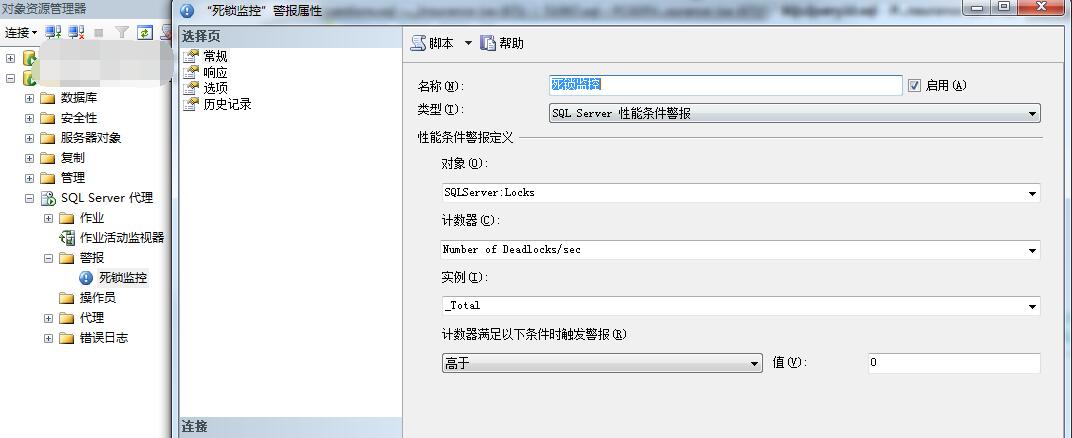 对象资源管理器
连接
数据库
安全性
服务器对象
复制
管理
SQL Server 代理
作业
作业活动监视器
警报
死锁监控
操作员
代理
错误日志
“死锁监控”警报属性
选择页
常规
响应
选项
历史记录
连接
脚本 帮助
名称(N): 死锁监控 启用(A)
类型(T): SQL Server 性能条件警报
性能条件警报定义
对象(O):
SQLServer:Locks
计数器(C):
Number of Deadlocks/sec
实例(I):
_Total
计数器满足以下条件时触发警报(R)
高于 值(V): 0